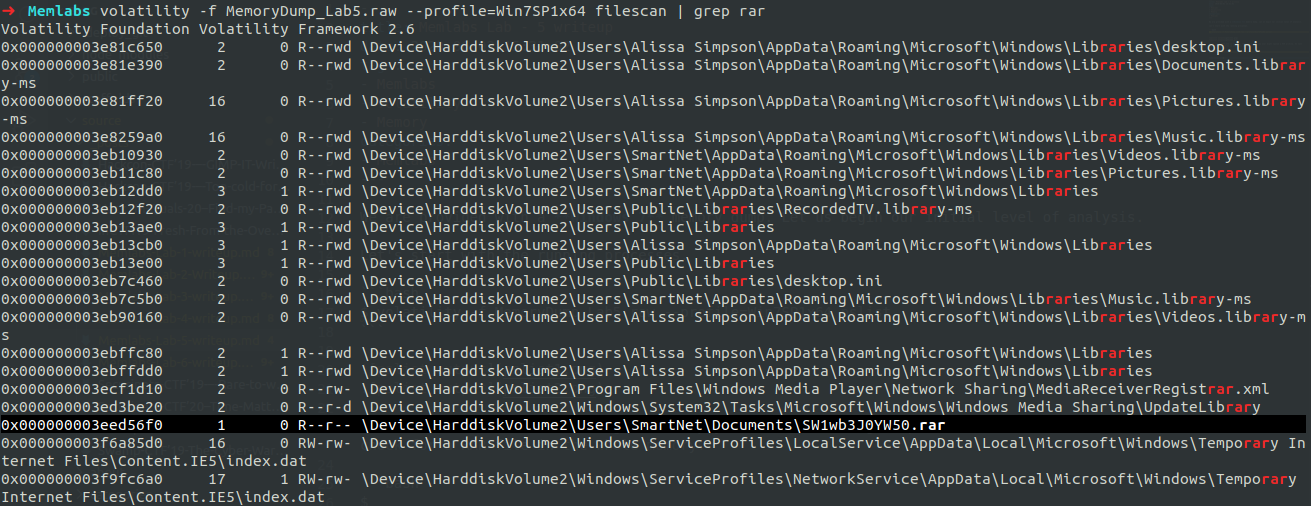 ➜ Memlabs volatility -f MemoryDump_Lab5.raw --profile=Win7SP1x64 filescan | grep rar
Volatility Foundation Volatility Framework 2.6
0x000000003e81c650 2 0 R--rwd \Device\HarddiskVolume2\Users\Alissa Simpson\AppData\Roaming\Microsoft\Windows\Libraries\desktop.ini
0x000000003e81e390 2 0 R--rwd \Device\HarddiskVolume2\Users\Alissa Simpson\AppData\Roaming\Microsoft\Windows\Libraries\Documents.librar
y-ms
0x000000003e81ff20 16 0 R--rwd \Device\HarddiskVolume2\Users\Alissa Simpson\AppData\Roaming\Microsoft\Windows\Libraries\Pictures.library
-ms
0x000000003e8259a0 16 0 R--rwd \Device\HarddiskVolume2\Users\Alissa Simpson\AppData\Roaming\Microsoft\Windows\Libraries\Music.library-ms
0x000000003eb10930 2 0 R--rwd \Device\HarddiskVolume2\Users\SmartNet\AppData\Roaming\Microsoft\Windows\Libraries\Videos.library-ms
0x000000003eb11c80 2 0 R--rwd \Device\HarddiskVolume2\Users\SmartNet\AppData\Roaming\Microsoft\Windows\Libraries\Pictures.library-ms
0x000000003eb12dd0 3 1 R--rwd \Device\HarddiskVolume2\Users\SmartNet\AppData\Roaming\Microsoft\Windows\Libraries
0x000000003eb12f20 2 0 R--rwd \Device\HarddiskVolume2\Users\Public\Libraries\RecordedTV.library-ms
0x000000003eb13ae0 3 1 R--rwd \Device\HarddiskVolume2\Users\Public\Libraries
0x000000003eb13cb0 3 1 R--rwd \Device\HarddiskVolume2\Users\Alissa Simpson\AppData\Roaming\Microsoft\Windows\Libraries
0x000000003eb13e00 3 1 R--rwd \Device\HarddiskVolume2\Users\Public\Libraries
0x000000003eb7c460 2 0 R--rwd \Device\HarddiskVolume2\Users\Public\Libraries\desktop.ini
0x000000003eb7c5b0 2 0 R--rwd \Device\HarddiskVolume2\Users\SmartNet\AppData\Roaming\Microsoft\Windows\Libraries\Music.library-ms
0x000000003eb90160 2 0 R--rwd \Device\HarddiskVolume2\Users\Alissa Simpson\AppData\Roaming\Microsoft\Windows\Libraries\Videos.library-m
s
0x000000003ebffc80 2 1 R--rwd \Device\HarddiskVolume2\Users\Alissa Simpson\AppData\Roaming\Microsoft\Windows\Libraries
0x000000003ebffdd0 2 1 R--rwd \Device\HarddiskVolume2\Users\Alissa Simpson\AppData\Roaming\Microsoft\Windows\Libraries
0x000000003ecf1d10 2 0 R--rw- \Device\HarddiskVolume2\Program Files\Windows Media Player\Network Sharing\MediaReceiverRegistrar.xml
0x000000003ed3be20 2 0 R--r-d \Device\HarddiskVolume2\Windows\System32\Tasks\Microsoft\Windows\Windows Media Sharing\UpdateLibrary
0x000000003eed56f0 1 0 R--r-- \Device\HarddiskVolume2\Users\SmartNet\Documents\SW1wb3J0YW50.rar
0x000000003f6a85d0 16 0 RW-rw- \Device\HarddiskVolume2\Windows\ServiceProfiles\LocalService\AppData\Local\Microsoft\Windows\Temporary In
ternet Files\Content.IE5\index.dat
0x000000003f9fc6a0 17 1 RW-rw- \Device\HarddiskVolume2\Windows\ServiceProfiles\NetworkService\AppData\Local\Microsoft\Windows\Temporary
Internet Files\Content.IE5\index.dat